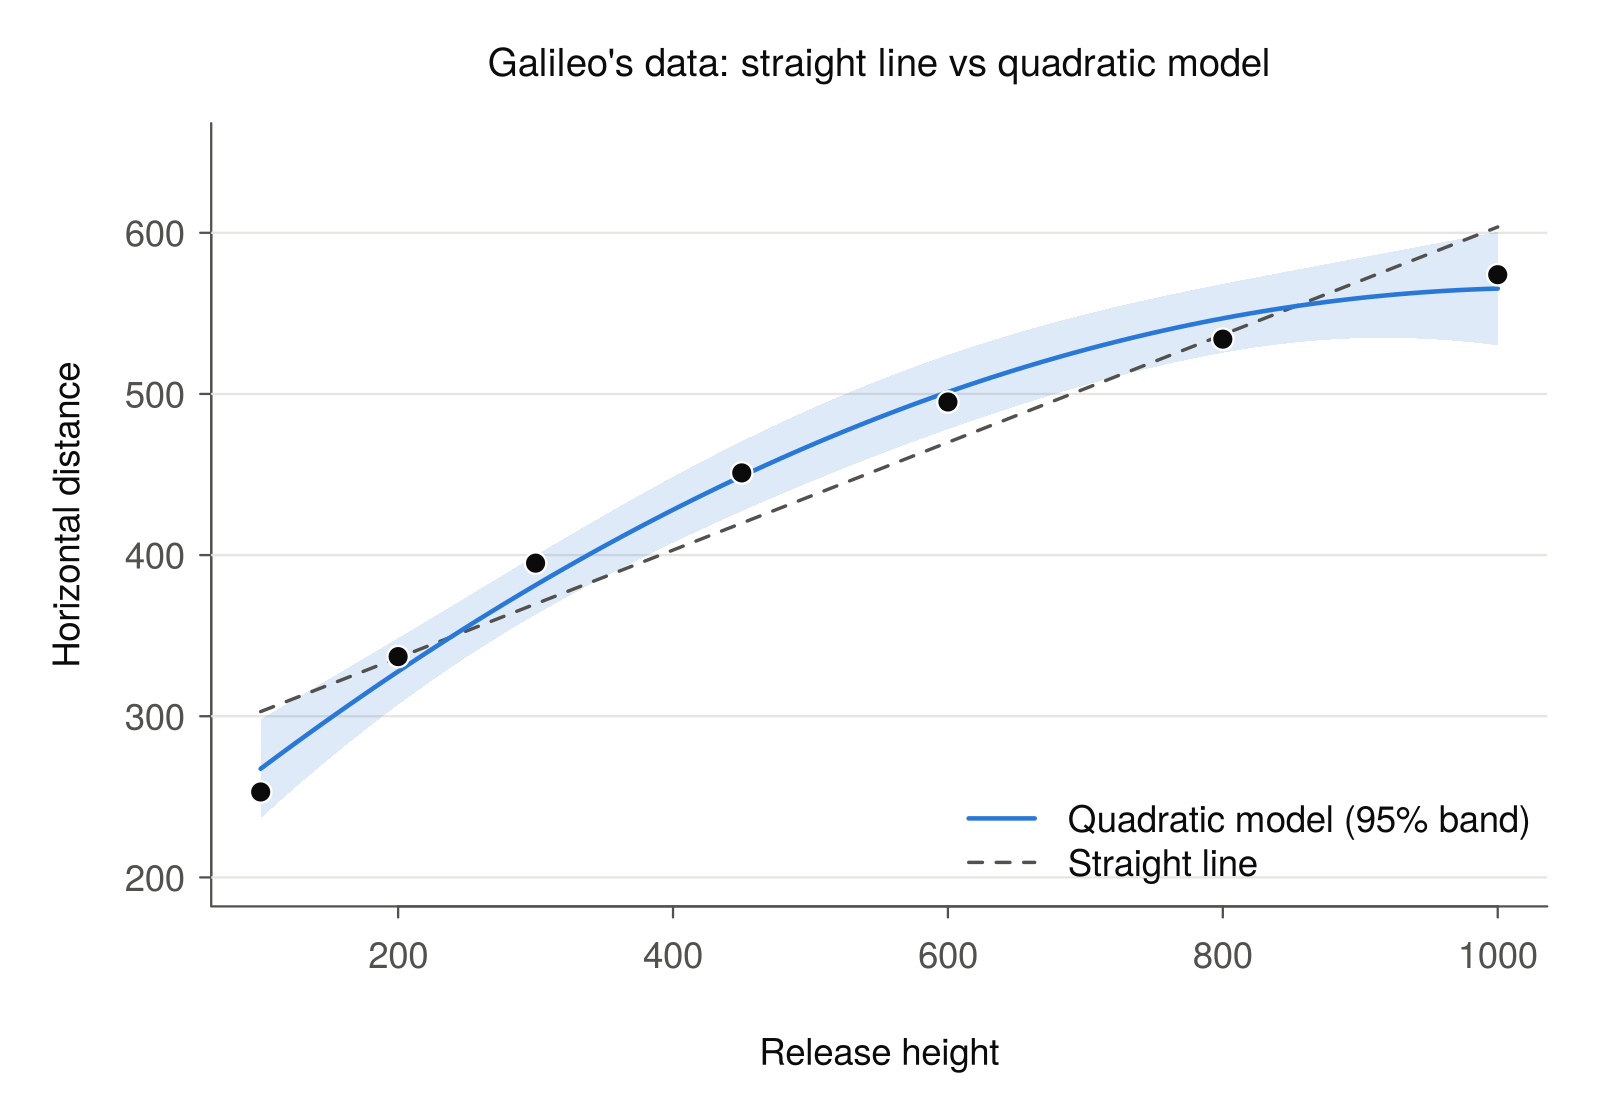 Galileo's data: straight line vs quadratic model
600
500
400
300
200
Horizontal distance
Quadratic model (95% band)
Straight line
200 400 600 800 1000
Release height